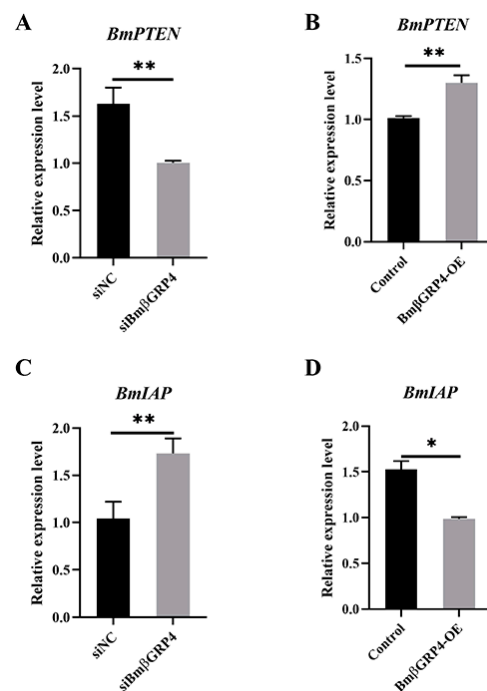 A
BmPTEN
**
Relative expression level
2.0
1.5
1.0
0.5
0.0
siNC
siBmβGRP4
B
BmPTEN
**
Relative expression level
1.5
1.0
0.5
0.0
Control
BmβGRP4-OE
C
BmIAP
**
Relative expression level
2.0
1.5
1.0
0.5
0.0
siNC
siBmβGRP4
D
BmIAP
*
Relative expression level
2.0
1.5
1.0
0.5
0.0
Control
BmβGRP4-OE